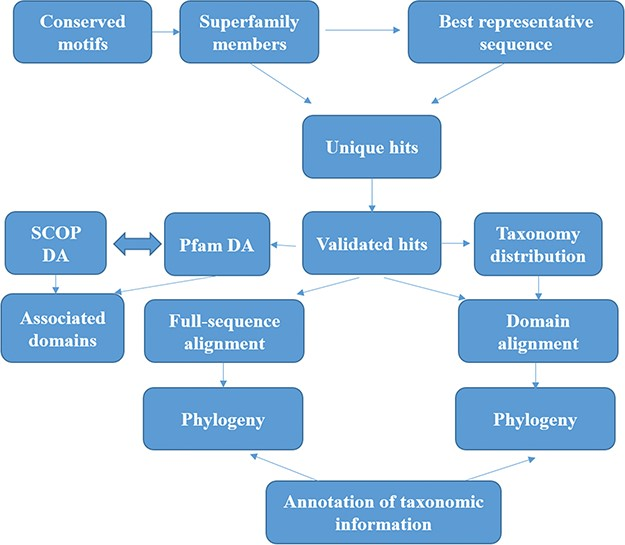 Conserved
motifs
Superfamily
members
Best representative
sequence
Unique hits
SCOP
DA
Pfam DA
Validated hits
Taxonomy
distribution
Associated
domains
Full-sequence
alignment
Domain
alignment
Phylogeny
Phylogeny
Annotation of taxonomic
information